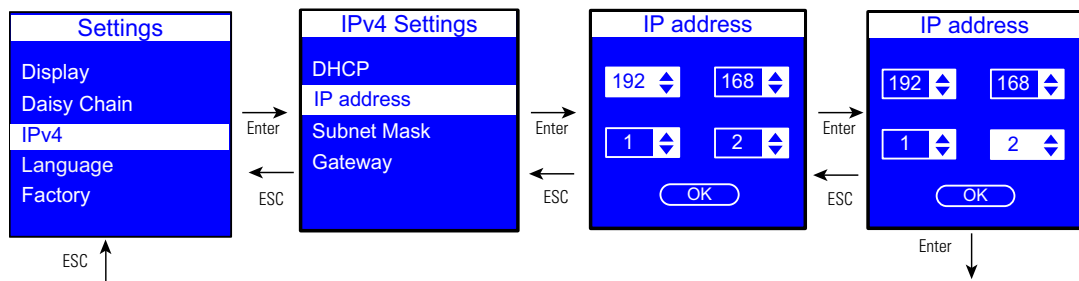 Settings
Display
Daisy Chain
IPv4
Language
Factory
Enter
ESC
ESC
IPv4 Settings
DHCP
IP address
Subnet Mask
Gateway
Enter
ESC
IP address
192 168
1 2
OK
Enter
ESC
IP address
192 168
1 2
OK
Enter